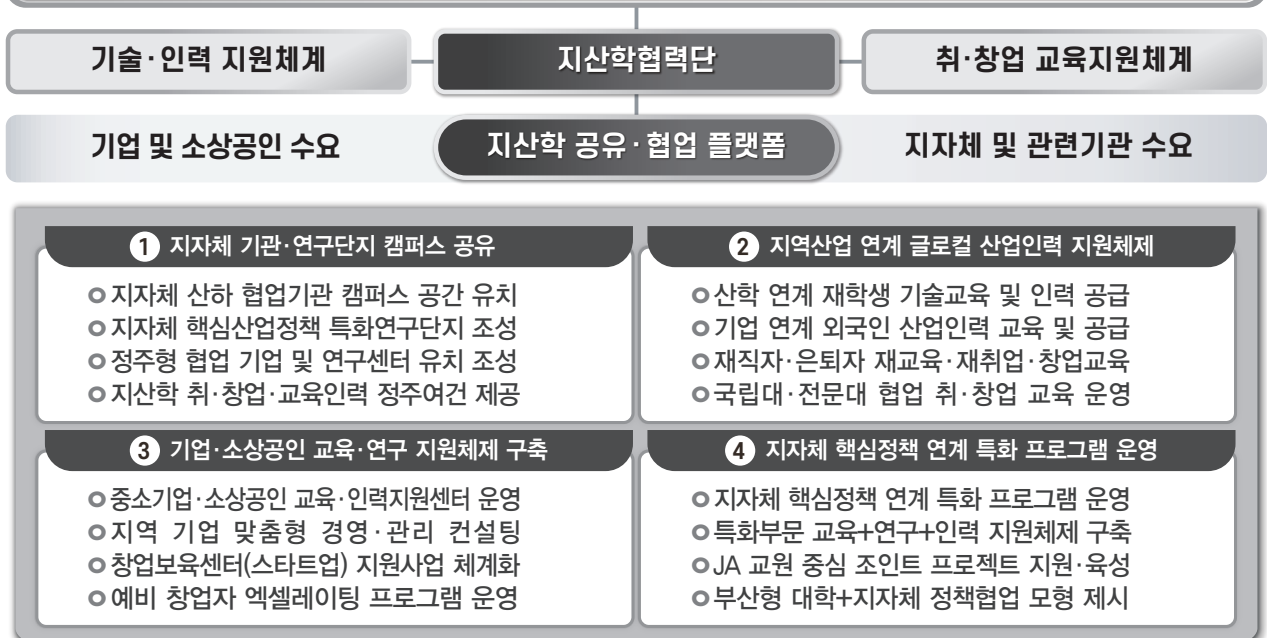 기술·인력 지원체계
지산학협력단
취·창업 교육지원체계
기업 및 소상공인 수요
지산학 공유·협업 플랫폼
지자체 및 관련기관 수요
1 지자체 기관·연구단지 캠퍼스 공유
지자체 산하 협업기관 캠퍼스 공간 유치
지자체 핵심산업정책 특화연구단지 조성
정주형 협업 기업 및 연구센터 유치 조성
지산학 취·창업·교육인력 정주여건 제공
2 지역산업 연계 글로컬 산업인력 지원체제
산학 연계 재학생 기술교육 및 인력 공급
기업 연계 외국인 산업인력 교육 및 공급
재직자·은퇴자 재교육·재취업·창업교육
국립대·전문대 협업 취·창업 교육 운영
3 기업·소상공인 교육·연구 지원체제 구축
중소기업·소상공인 교육·인력지원센터 운영
지역 기업 맞춤형 경영·관리 컨설팅
창업보육센터(스타트업) 지원사업 체계화
예비 창업자 엑셀레이팅 프로그램 운영
4 지자체 핵심정책 연계 특화 프로그램 운영
지자체 핵심정책 연계 특화 프로그램 운영
특화부문 교육+연구+인력 지원체제 구축
JA 교원 중심 조인트 프로젝트 지원·육성
부산형 대학+지자체 정책협업 모형 제시